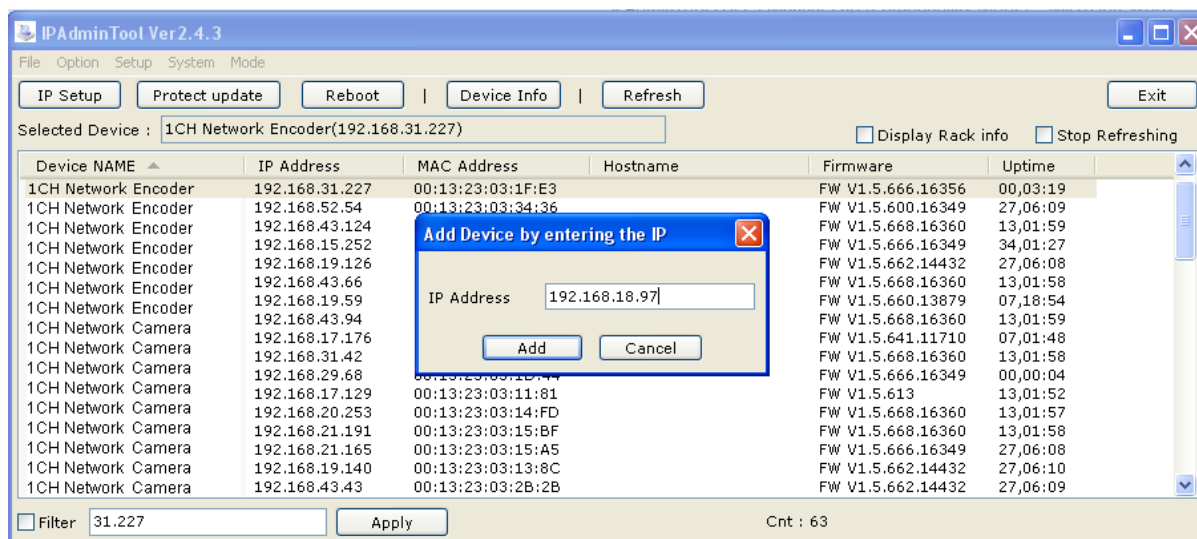 IPAdminTool Ver2.4.3
File Option Setup System Mode
IP Setup Protect update Reboot | Device Info | Refresh Exit
Selected Device : 1CH Network Encoder(192.168.31.227) Display Rack info Stop Refreshing
Device NAME IP Address MAC Address Hostname Firmware Uptime
1CH Network Encoder 192.168.31.227 00:13:23:03:1F:E3 FW V1.5.666.16356 00,03:19
1CH Network Encoder 192.168.52.54 00:13:23:03:34:36 FW V1.5.600.16349 27,06:09
1CH Network Encoder 192.168.43.124 FW V1.5.668.16360 13,01:59
1CH Network Encoder 192.168.15.252 FW V1.5.666.16349 34,01:27
1CH Network Encoder 192.168.19.126 FW V1.5.662.14432 27,06:08
1CH Network Encoder 192.168.43.66 FW V1.5.668.16360 13,01:58
1CH Network Encoder 192.168.19.59 FW V1.5.660.13879 07,18:54
1CH Network Camera 192.168.43.94 FW V1.5.668.16360 13,01:59
1CH Network Camera 192.168.17.176 FW V1.5.641.11710 07,01:48
1CH Network Camera 192.168.31.42 FW V1.5.668.16360 13,01:58
1CH Network Camera 192.168.29.68 FW V1.5.666.16349 00,00:04
1CH Network Camera 192.168.17.129 00:13:23:03:11:81 FW V1.5.613 13,01:52
1CH Network Camera 192.168.20.253 00:13:23:03:14:FD FW V1.5.668.16360 13,01:57
1CH Network Camera 192.168.21.191 00:13:23:03:15:BF FW V1.5.668.16360 13,01:58
1CH Network Camera 192.168.21.165 00:13:23:03:15:A5 FW V1.5.666.16349 27,06:08
1CH Network Camera 192.168.19.140 00:13:23:03:13:8C FW V1.5.662.14432 27,06:10
1CH Network Camera 192.168.43.43 00:13:23:03:2B:2B FW V1.5.662.14432 27,06:09
Add Device by entering the IP
IP Address 192.168.18.97
Add Cancel
Filter 31.227 Apply Cnt : 63